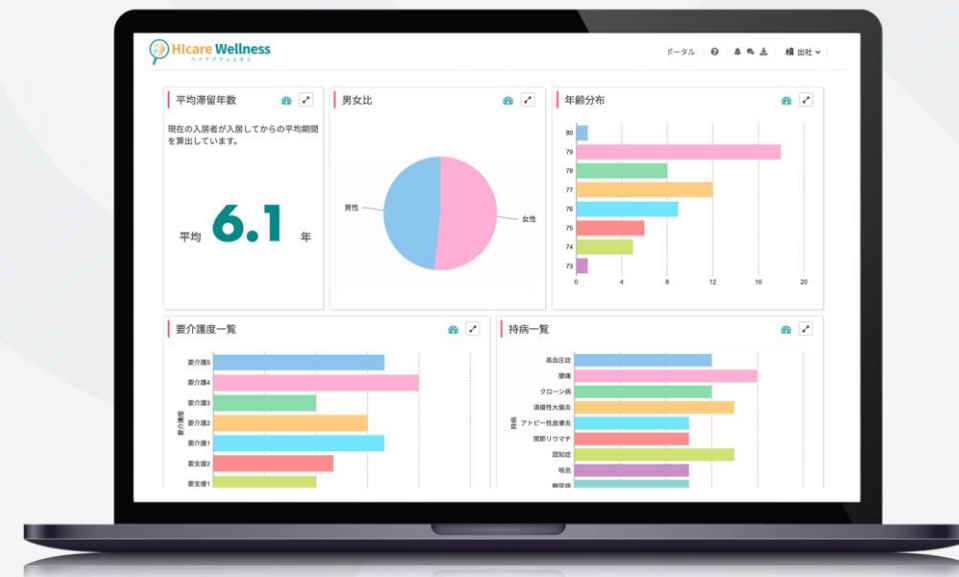 HIcare Wellness
ハイケアウェルネス
ポータル
出社
平均滞留年数
現在の入居者が入居してからの平均期間
を算出しています。
平均 6.1 年
男女比
男性
女性
年齢分布
80
79
78
77
76
75
74
73
0 4 8 12 16 20
要介護度一覧
要介護度
要介護5
要介護4
要介護3
要介護2
要介護1
要支援2
要支援1
持病一覧
持病
高血圧症
腰痛
クローン病
潰瘍性大腸炎
アトピー性皮膚炎
関節リウマチ
認知症
喘息
糖尿病